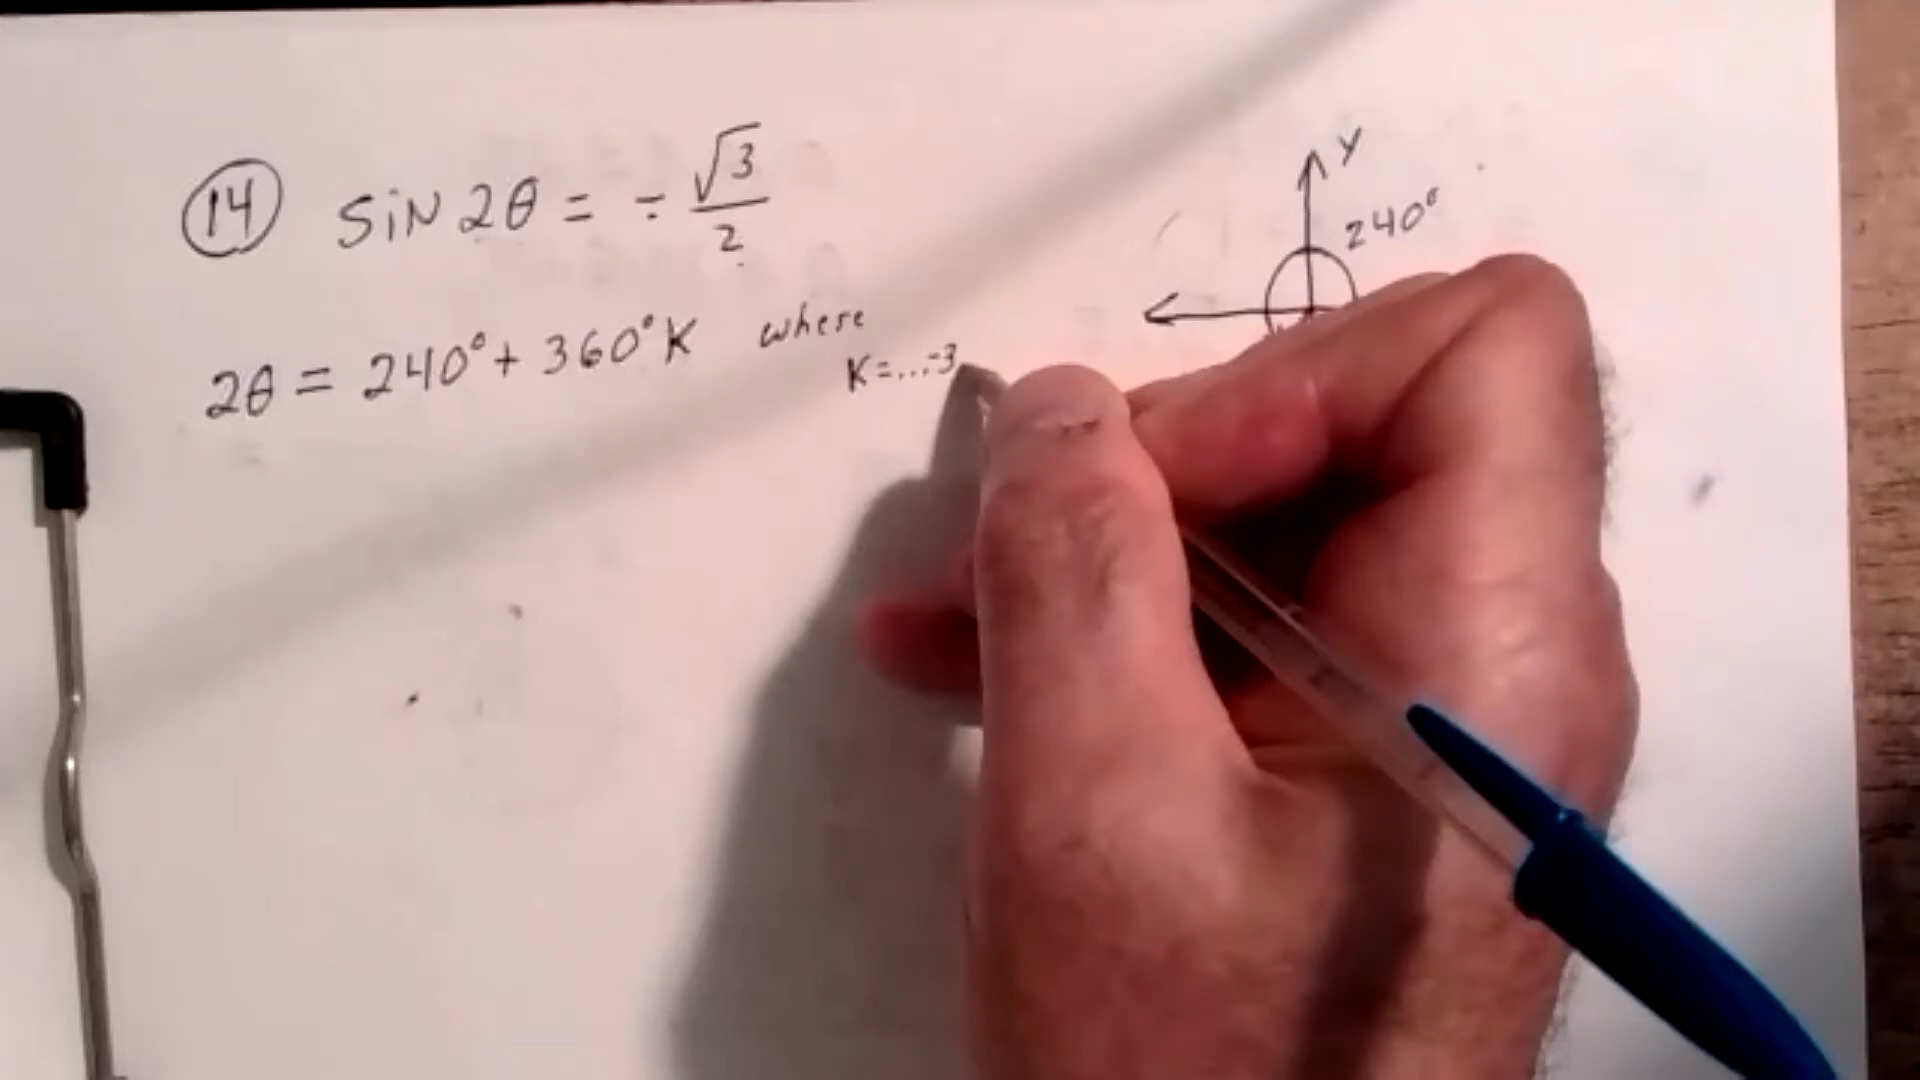 14 SiN 2θ = ÷ √3/2
Y
240°
2θ = 240° + 360°K where
K = ...-3